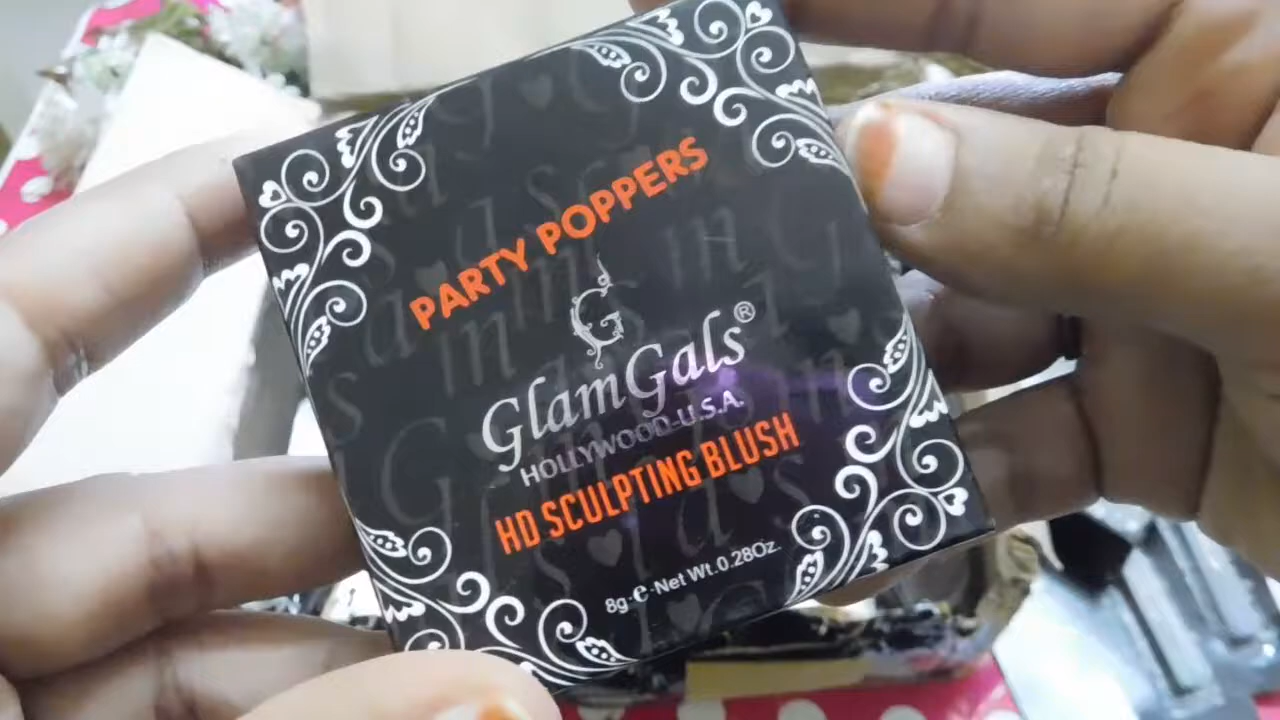 PARTY POPPERS
G
GlamGals®
HOLLYWOOD-U.S.A.
HD SCULPTING BLUSH
8g-e-Net Wt.0.28Oz.